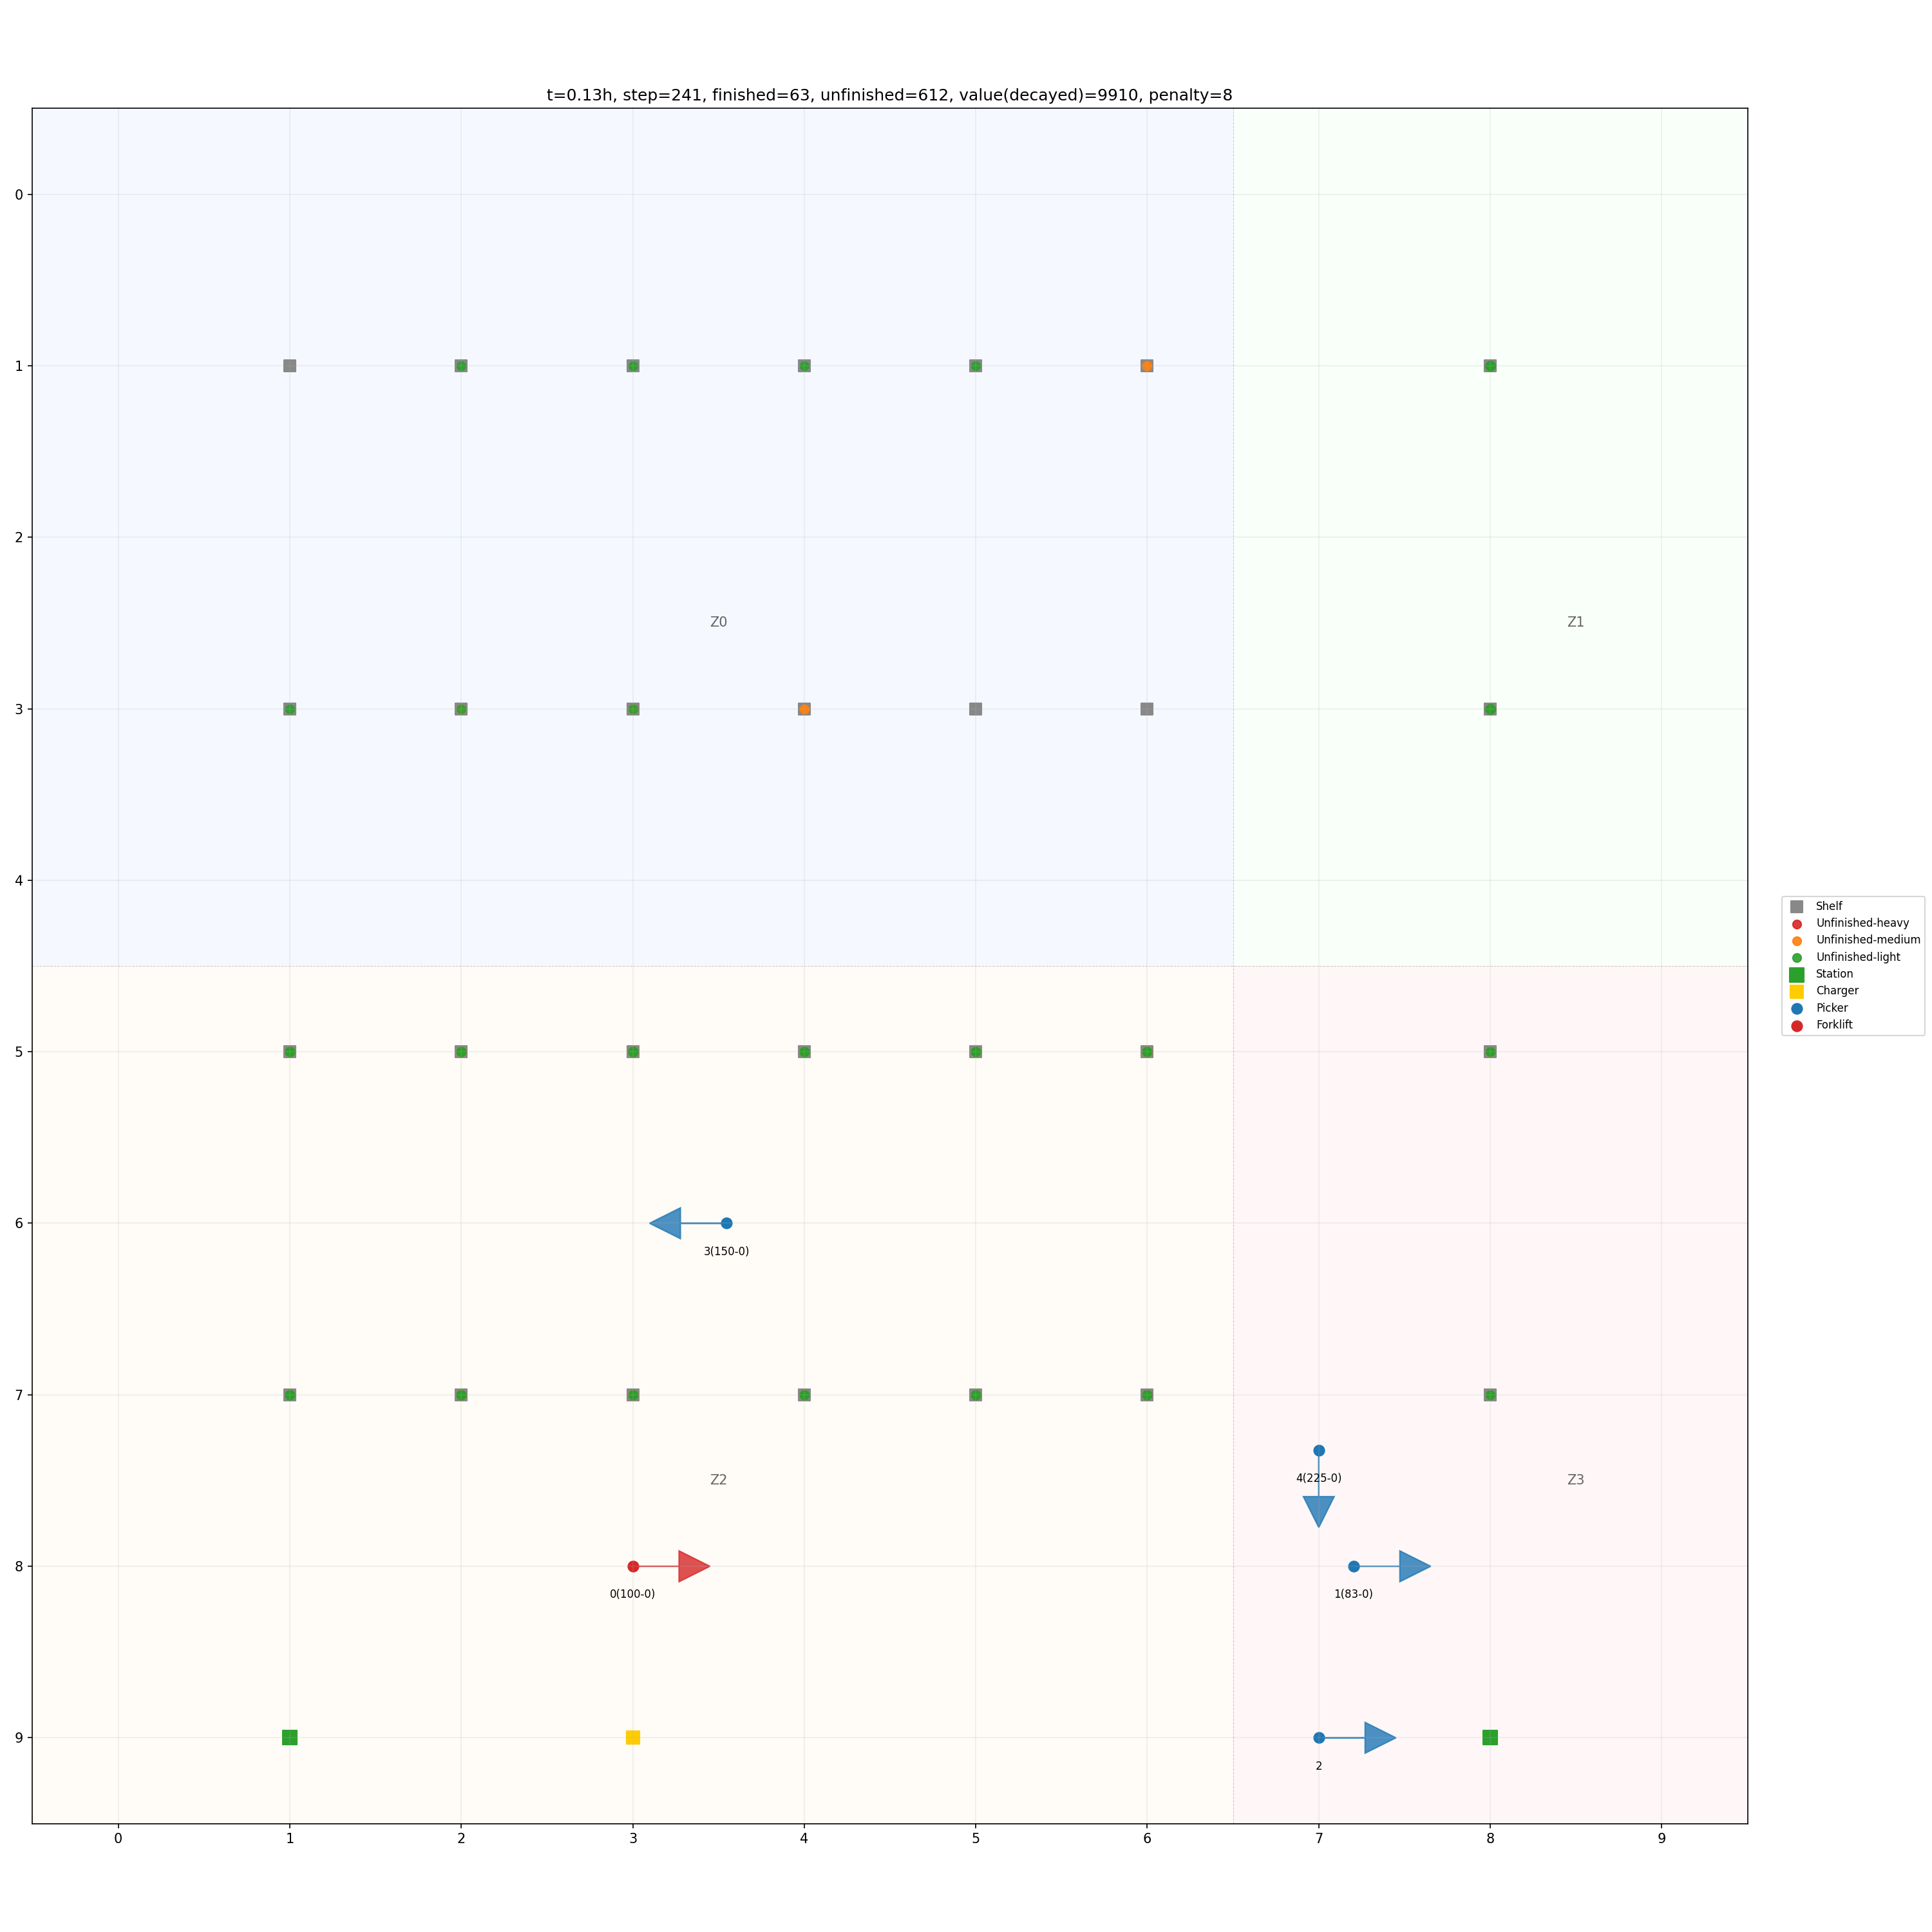 t=0.13h, step=241, finished=63, unfinished=612, value(decayed)=9910, penalty=8
0
1
2
Z0
Z1
3
4
Shelf
Unfinished-heavy
Unfinished-medium
Unfinished-light
Station
Charger
Picker
Forklift
5
6
3(150-0)
7
4(225-0)
Z2
Z3
8
0(100-0)
1(83-0)
9
2
0 1 2 3 4 5 6 7 8 9